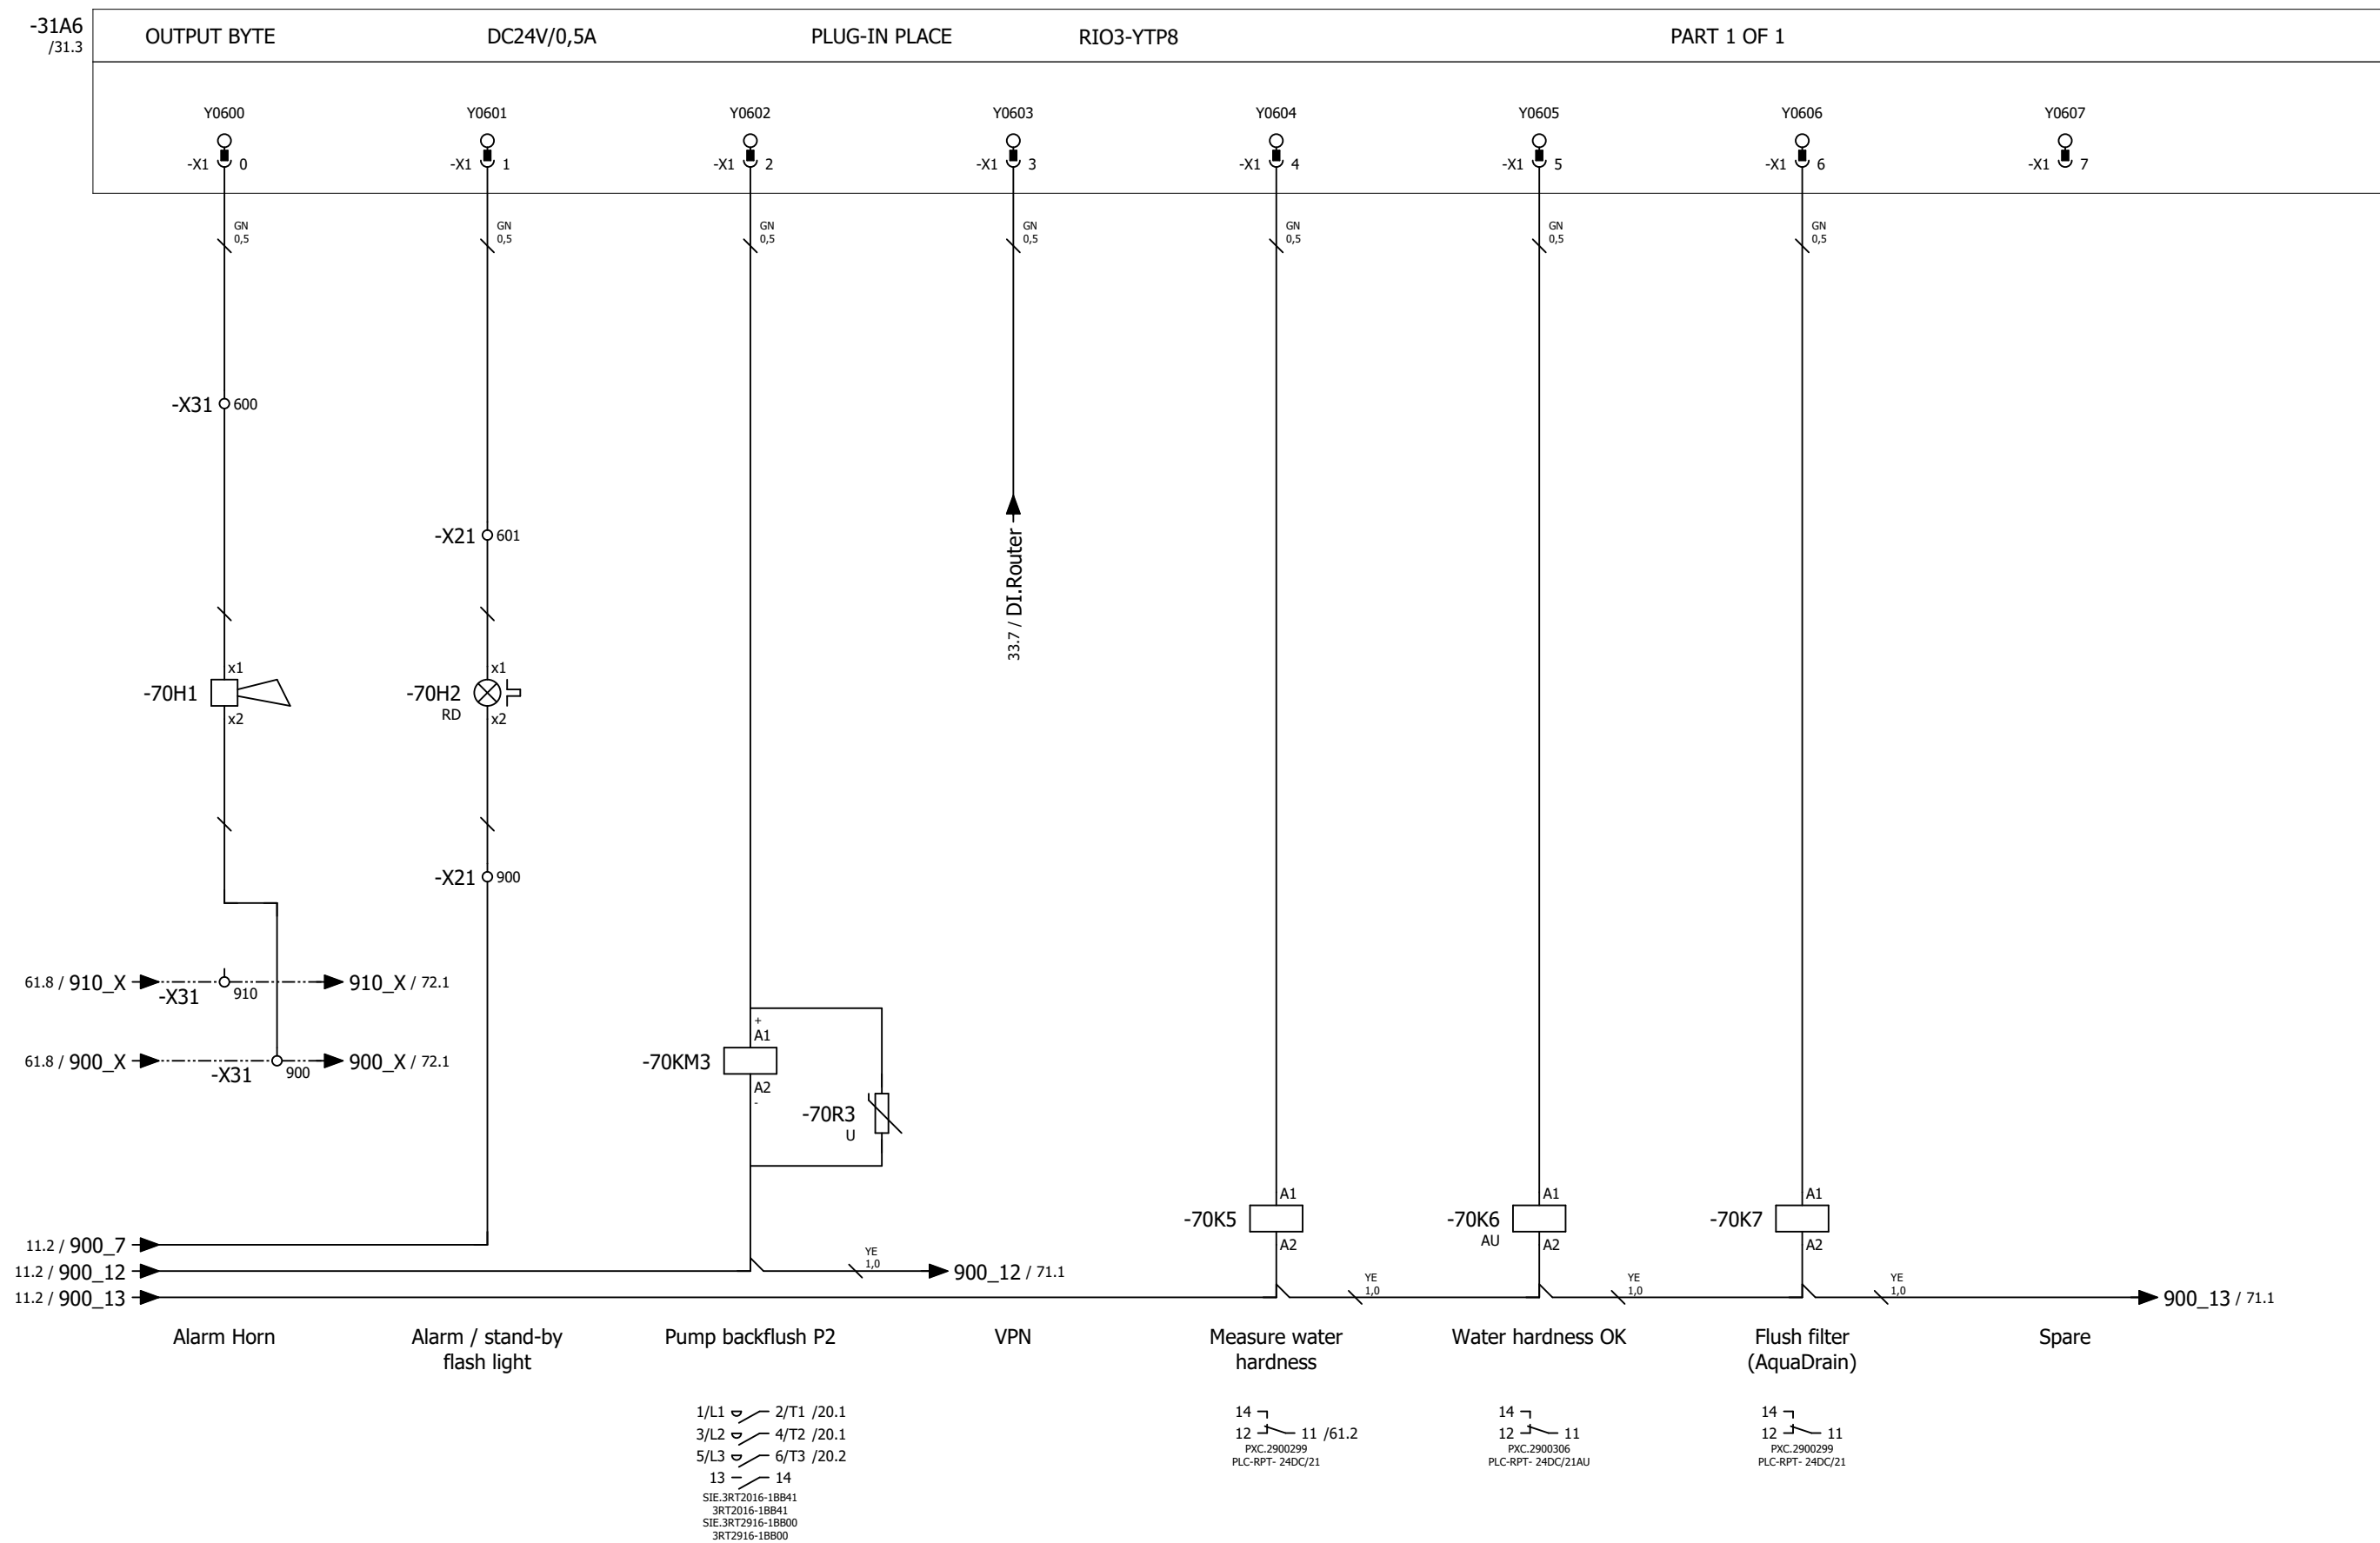 -31A6
/31.3
OUTPUT BYTE DC24V/0,5A PLUG-IN PLACE RIO3-YTP8 PART 1 OF 1
Y0600 Y0601 Y0602 Y0603 Y0604 Y0605 Y0606 Y0607
-X1 0 -X1 1 -X1 2 -X1 3 -X1 4 -X1 5 -X1 6 -X1 7
GN GN GN GN GN GN GN
0,5 0,5 0,5 0,5 0,5 0,5 0,5
-X31 600
-X21 601
33.7 / DI.Router
x1 x1
-70H1 -70H2
RD
x2 x2
-X21 900
61.8 / 910_X 910_X / 72.1
-X31 910
61.8 / 900_X 900_X / 72.1
-X31 900
+
A1
-70KM3
A2
-
-70R3
U
A1 A1 A1
-70K5 -70K6 -70K7
AU
A2 A2 A2
11.2 / 900_7
YE
1,0
11.2 / 900_12 900_12 / 71.1
YE YE YE
1,0 1,0 1,0
11.2 / 900_13 900_13 / 71.1
Alarm Horn Alarm / stand-by Pump backflush P2 VPN Measure water Water hardness OK Flush filter Spare
flash light hardness (AquaDrain)
1/L1 2/T1 /20.1 14 14 14
3/L2 4/T2 /20.1 12 11 /61.2 12 11 12 11
5/L3 6/T3 /20.2 PXC.2900299 PXC.2900306 PXC.2900299
PLC-RPT- 24DC/21 PLC-RPT- 24DC/21AU PLC-RPT- 24DC/21
13 14
SIE.3RT2016-1BB41
3RT2016-1BB41
SIE.3RT2916-1BB00
3RT2916-1BB00